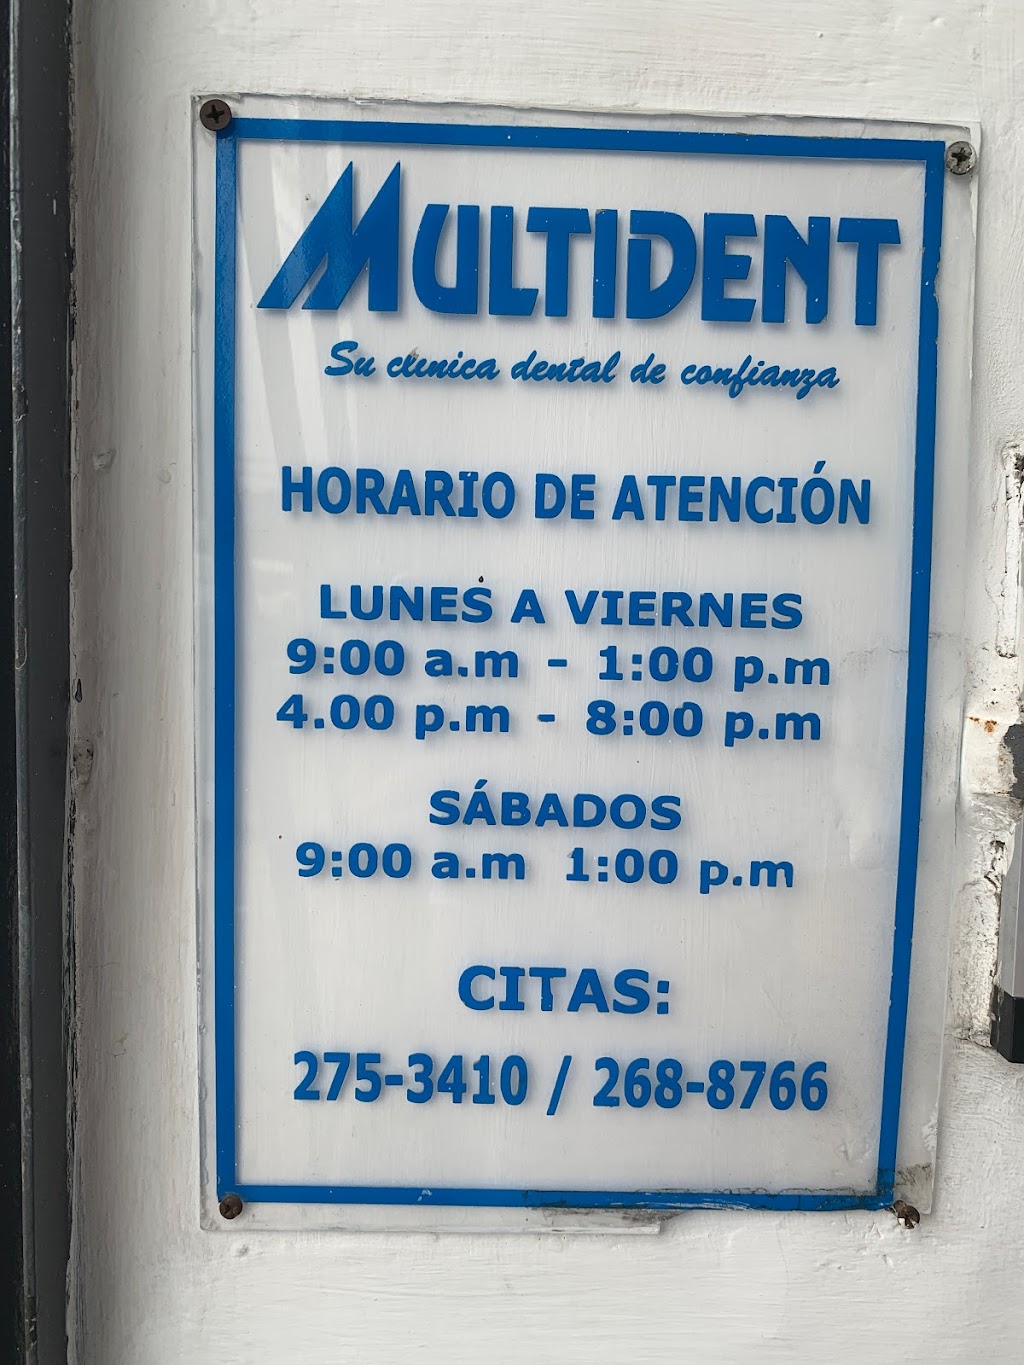 MULTIDENT
Su clinica dental de confianza
HORARIO DE ATENCIÓN
LUNES A VIERNES
9:00 a.m - 1:00 p.m
4.00 p.m - 8:00 p.m
SÁBADOS
9:00 a.m 1:00 p.m
CITAS:
275-3410 / 268-8766